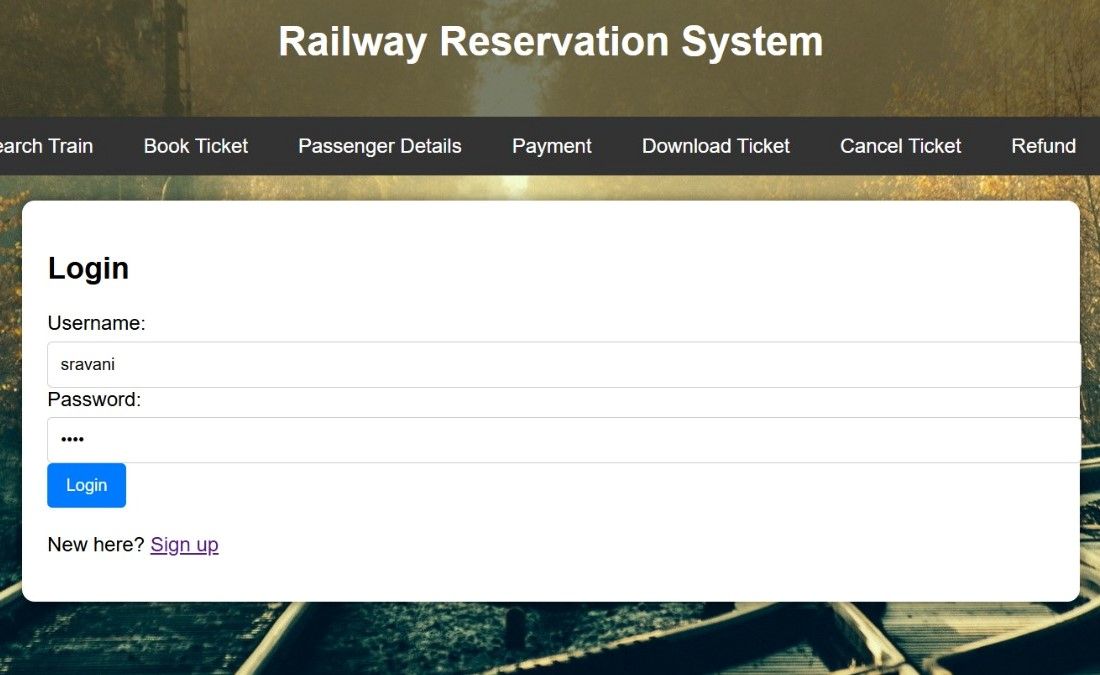 Railway Reservation System
earch Train Book Ticket Passenger Details Payment Download Ticket Cancel Ticket Refund
Login
Username:
sravani
Password:
••••
Login
New here? Sign up